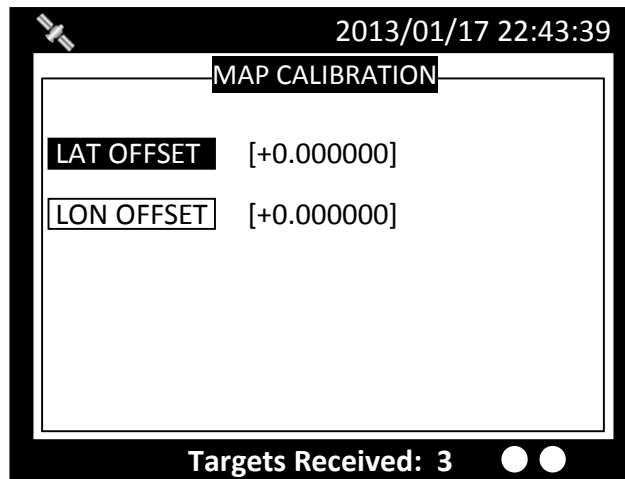 2013/01/17 22:43:39
MAP CALIBRATION
LAT OFFSET [+0.000000]
LON OFFSET [+0.000000]
Targets Received: 3